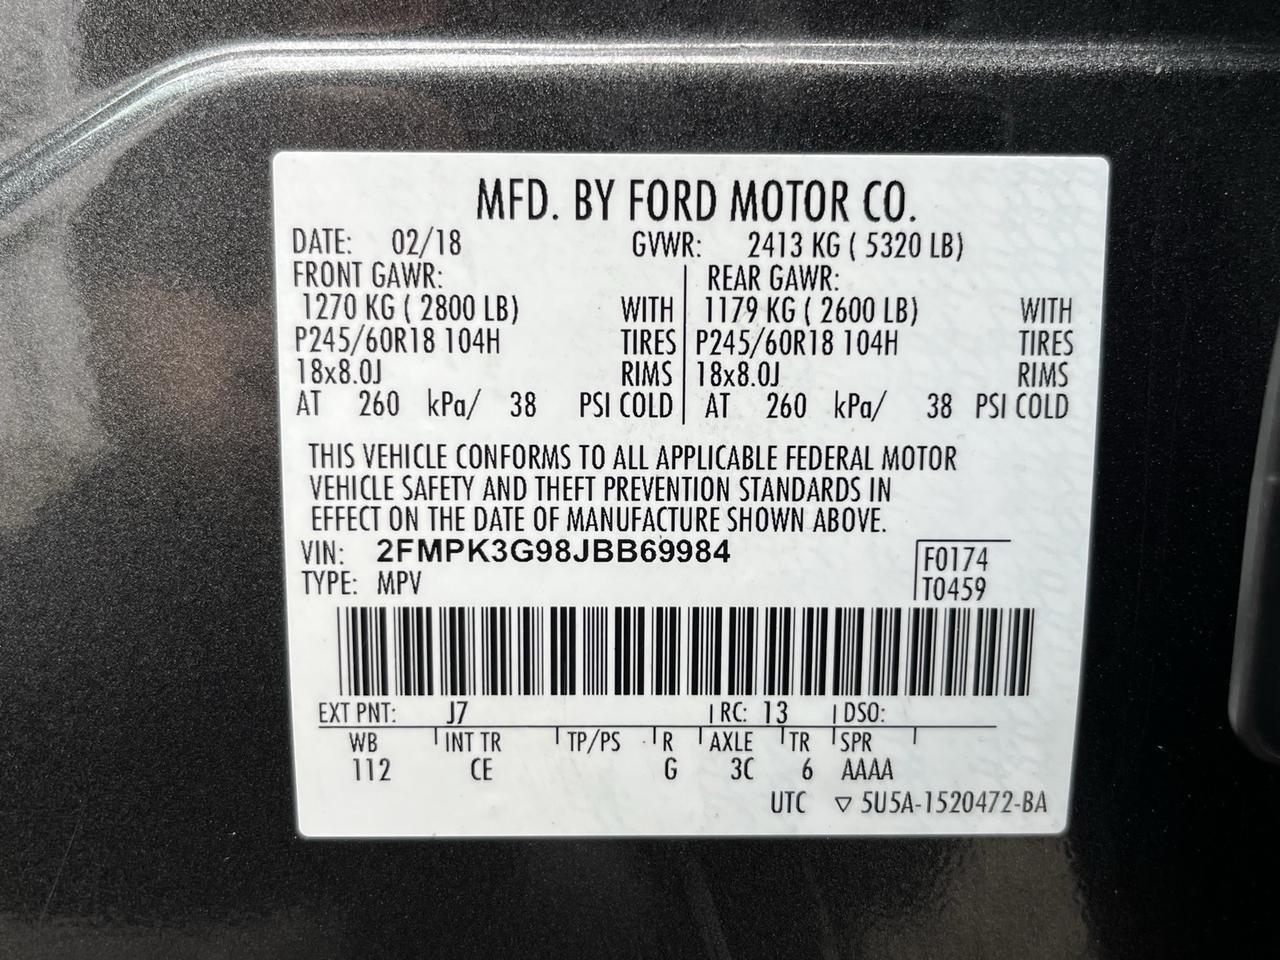 MFD. BY FORD MOTOR CO.
DATE: 02/18 GVWR: 2413 KG ( 5320 LB)
FRONT GAWR: REAR GAWR:
1270 KG ( 2800 LB) WITH 1179 KG ( 2600 LB) WITH
P245/60R18 104H TIRES P245/60R18 104H TIRES
18x8.0J RIMS 18x8.0J RIMS
AT 260 kPa/ 38 PSI COLD AT 260 kPa/ 38 PSI COLD
THIS VEHICLE CONFORMS TO ALL APPLICABLE FEDERAL MOTOR
VEHICLE SAFETY AND THEFT PREVENTION STANDARDS IN
EFFECT ON THE DATE OF MANUFACTURE SHOWN ABOVE.
VIN: 2FMPK3G98JBB69984 F0174
TYPE: MPV T0459
EXT PNT: J7 RC: 13 DSO:
WB INT TR TP/PS R AXLE TR SPR
112 CE G 3C 6 AAAA
UTC ▽ 5U5A-1520472-BA